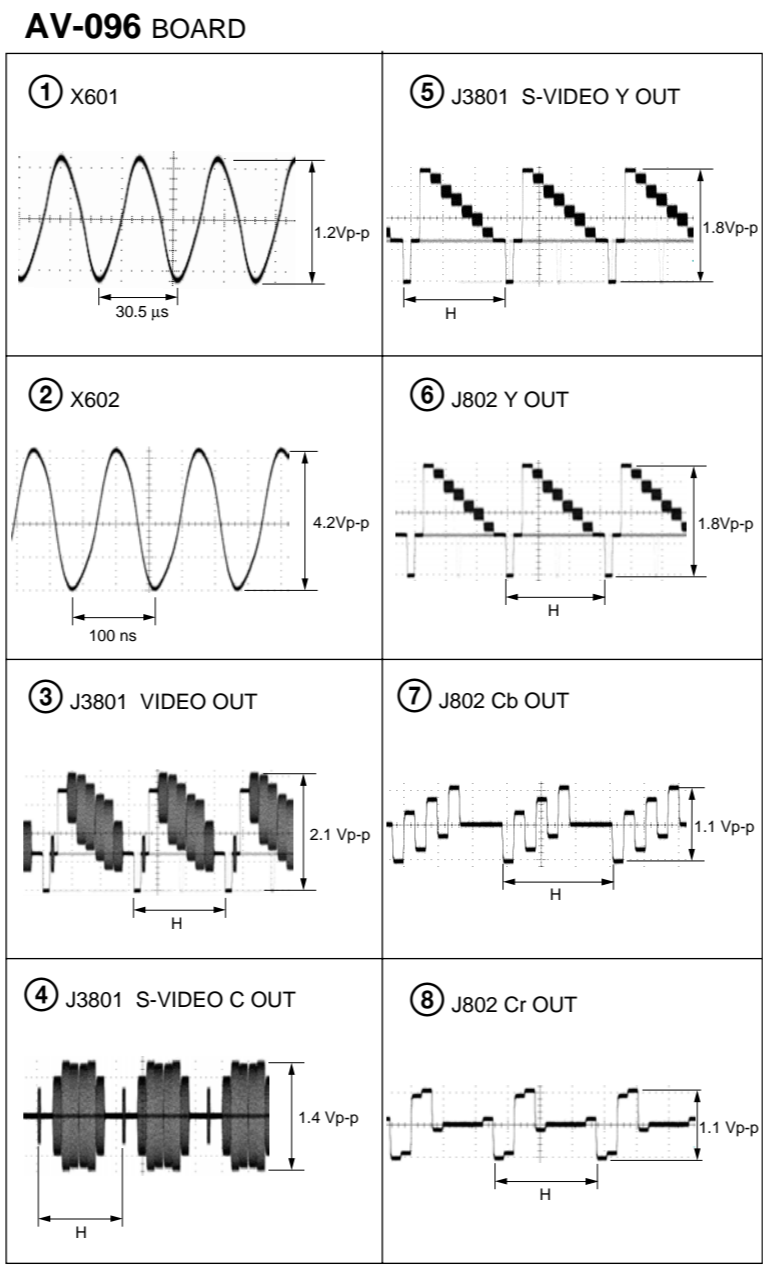 AV-096 BOARD
① X601
1.2Vp-p
30.5 μs
② X602
4.2Vp-p
100 ns
③ J3801 VIDEO OUT
2.1 Vp-p
H
④ J3801 S-VIDEO C OUT
1.4 Vp-p
H
⑤ J3801 S-VIDEO Y OUT
1.8Vp-p
H
⑥ J802 Y OUT
1.8Vp-p
H
⑦ J802 Cb OUT
1.1 Vp-p
H
⑧ J802 Cr OUT
1.1 Vp-p
H